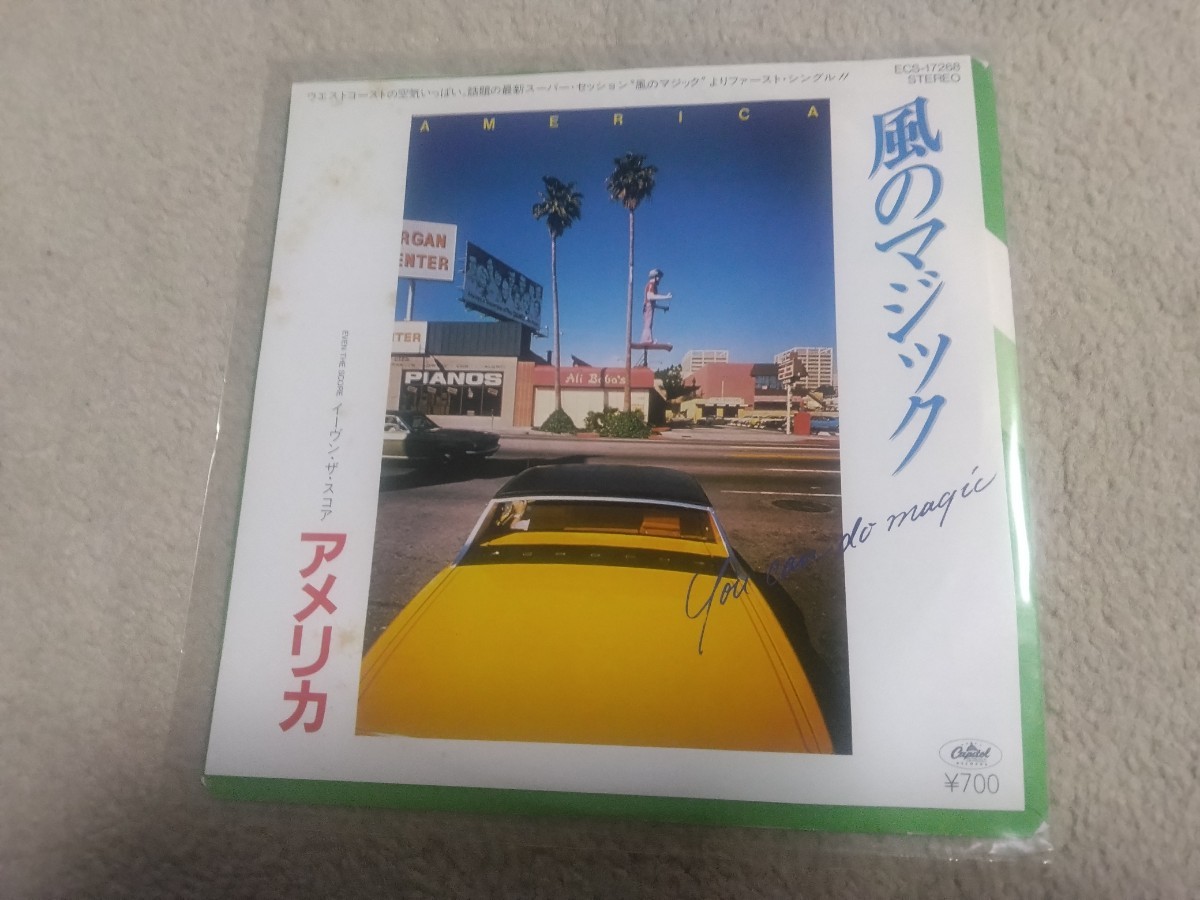 ECS-17268
STEREO
ウエストコーストの空気いっぱい、話題の最新スーパー・セッション"風のマジック"よりファースト・シングル!!
AMERICA
風のマジック
You can do magic
RGAN
ENTER
TER
PIANOS
Ali Baba's
EVEN THE SCORE イーヴン・ザ・スコア
アメリカ
Capitol
¥700